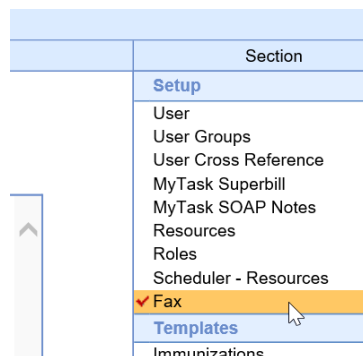 Section
Setup
User
User Groups
User Cross Reference
MyTask Superbill
MyTask SOAP Notes
Resources
Roles
Scheduler - Resources
Fax
Templates
Immunizations